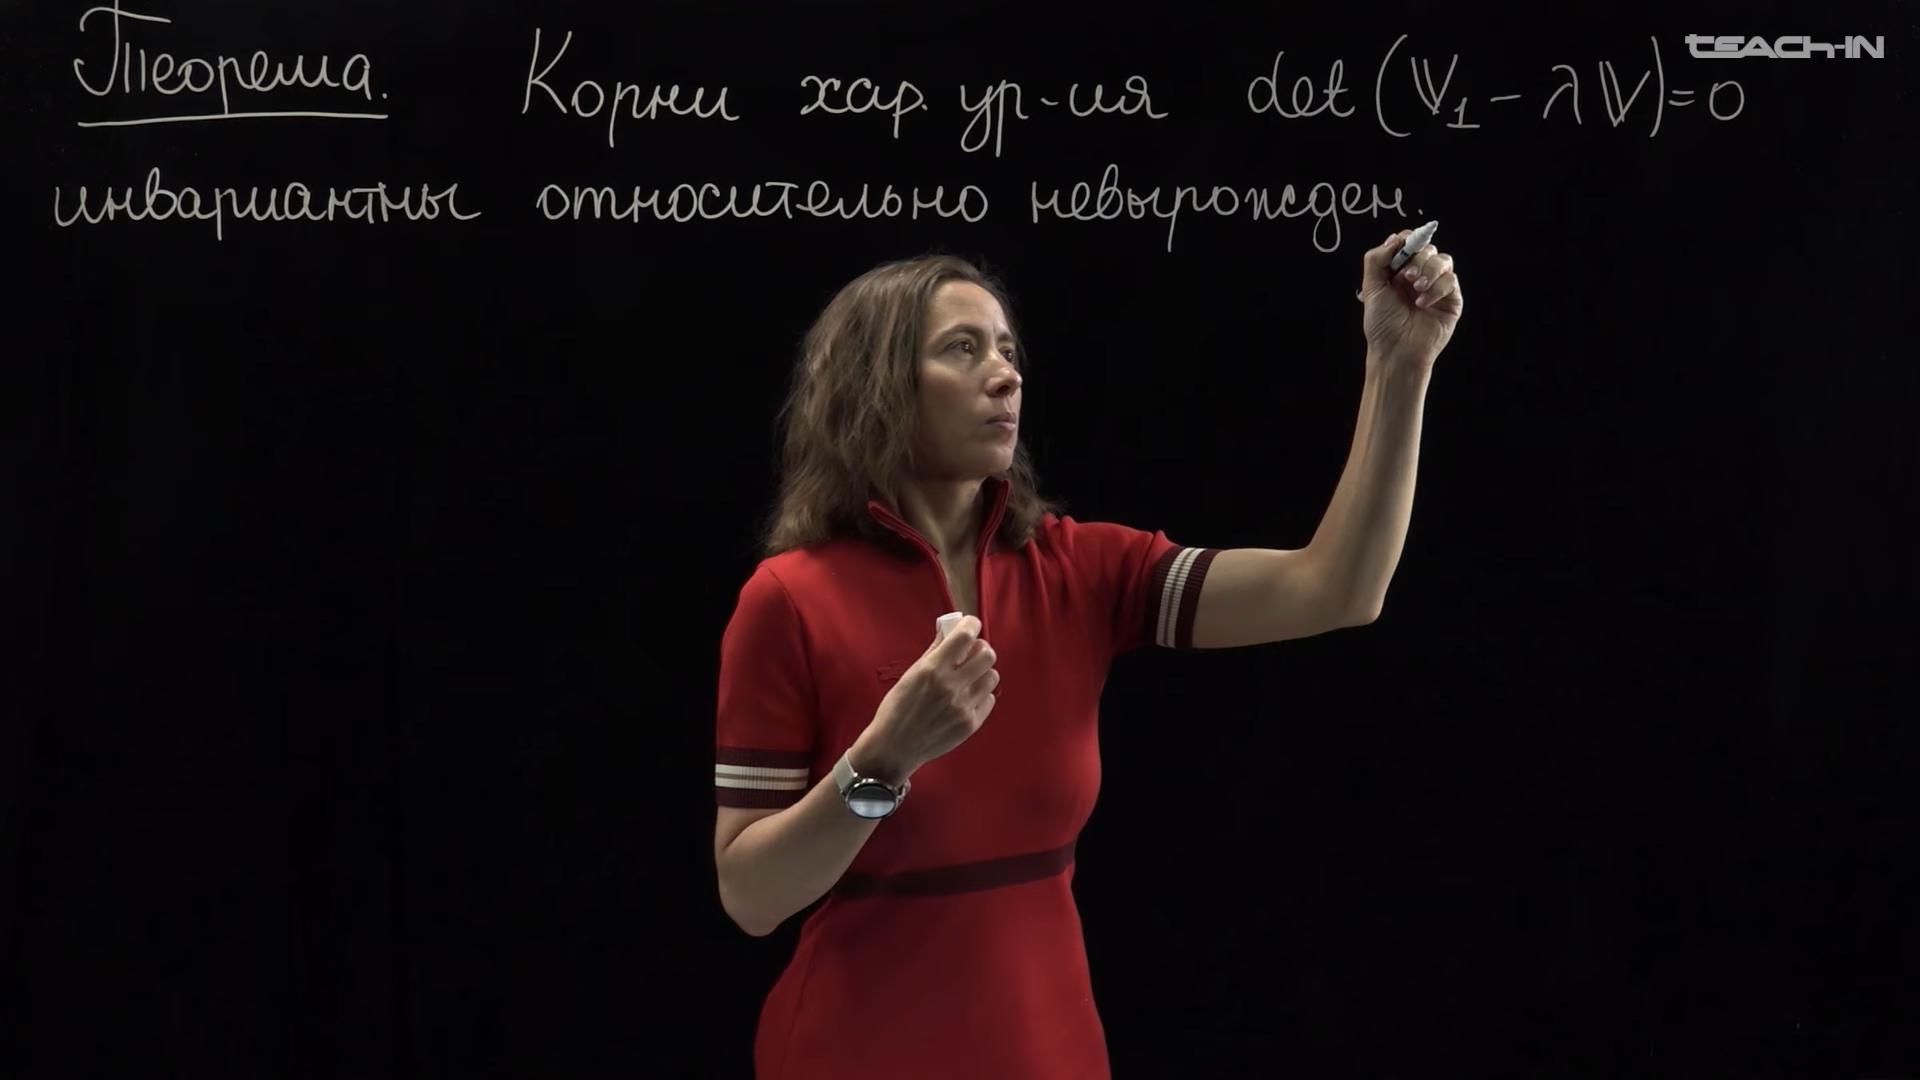 Теорема. Корни хар. ур-ия det(𝕍₁ - λ𝕍)=0
инвариантны относительно невырожден.
TEACH-IN